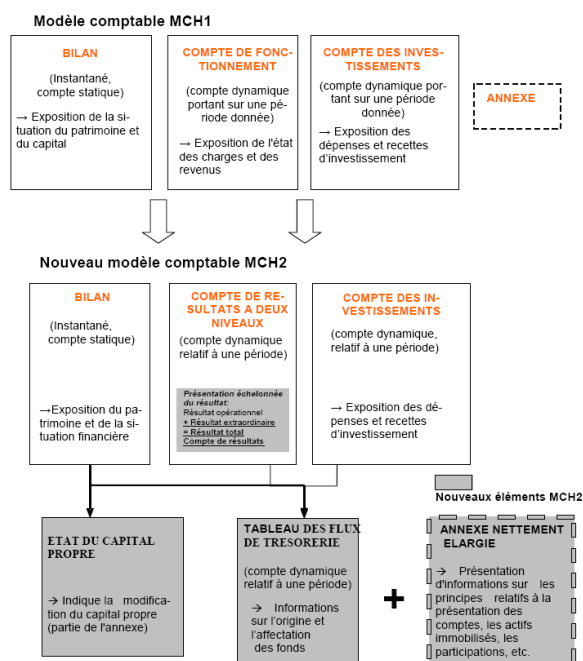 Modèle comptable MCH1
BILAN
(Instantané,
compte statique)
→ Exposition de la si-
tuation du patrimoine et
du capital
COMPTE DE FONC-
TIONNEMENT
(compte dynamique
portant sur une pé-
riode donnée)
→ Exposition de l'état
des charges et des
revenus
COMPTE DES INVES-
TISSEMENTS
(compte dynamique por-
tant sur une période
donnée)
→ Exposition des
dépenses et recettes
d'investissement
ANNEXE
Nouveau modèle comptable MCH2
BILAN
(Instantané,
compte statique)
→Exposition du pa-
trimoine et de la si-
tuation financière
COMPTE DE RE-
SULTATS A DEUX
NIVEAUX
(compte dynamique
relatif à une période)
Présentation échelonnée
du résultat:
Résultat opérationnel
+ Résultat extraordinaire
= Résultat total
Compte de résultats
COMPTE DES IN-
VESTISSEMENTS
(compte dynamique,
relatif à une période)
→ Exposition des dé-
penses et recettes
d'investissement
Nouveaux éléments MCH2
ETAT DU CAPITAL
PROPRE
→ Indique la modifica-
tion du capital propre
(partie de l'annexe)
TABLEAU DES FLUX
DE TRESORERIE
(compte dynamique
relatif à une période)
→ Informations
sur l'origine et
l'affectation
des fonds
+
ANNEXE NETTEMENT
ELARGIE
→ Présentation
d'informations sur les
principes relatifs à la
présentation des
comptes, les actifs
immobilisés, les
participations, etc.